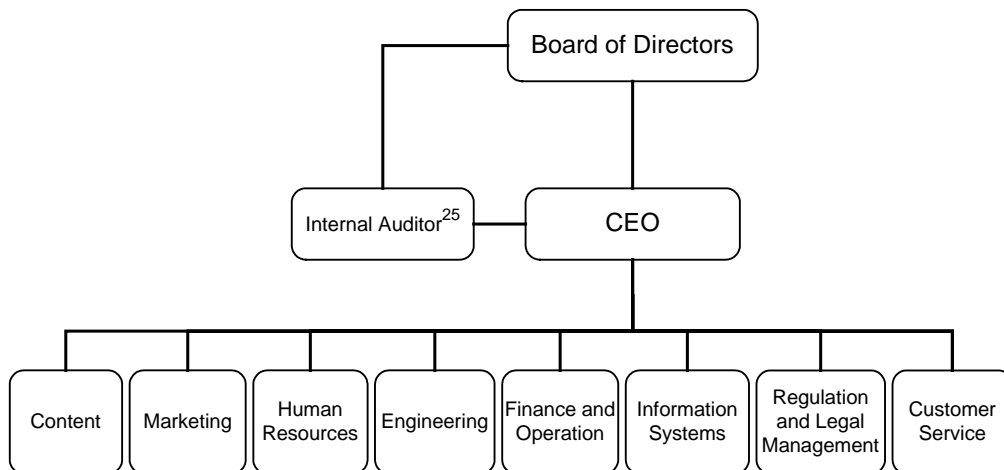 Board of Directors
Internal Auditor25
CEO
Content
Marketing
Human
Resources
Engineering
Finance and
Operation
Information
Systems
Regulation
and Legal
Management
Customer
Service